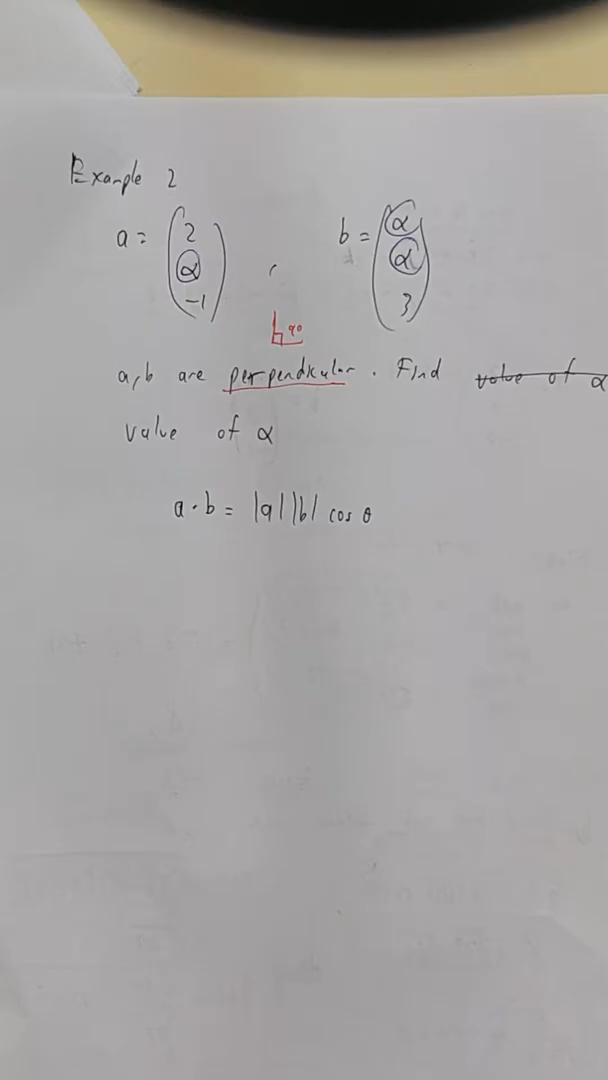 Example 2
a = (2 α -1) , b = (α α 3)
90
a,b are perpendicular. Find value of α
value of α
a · b = |a| |b| cos θ